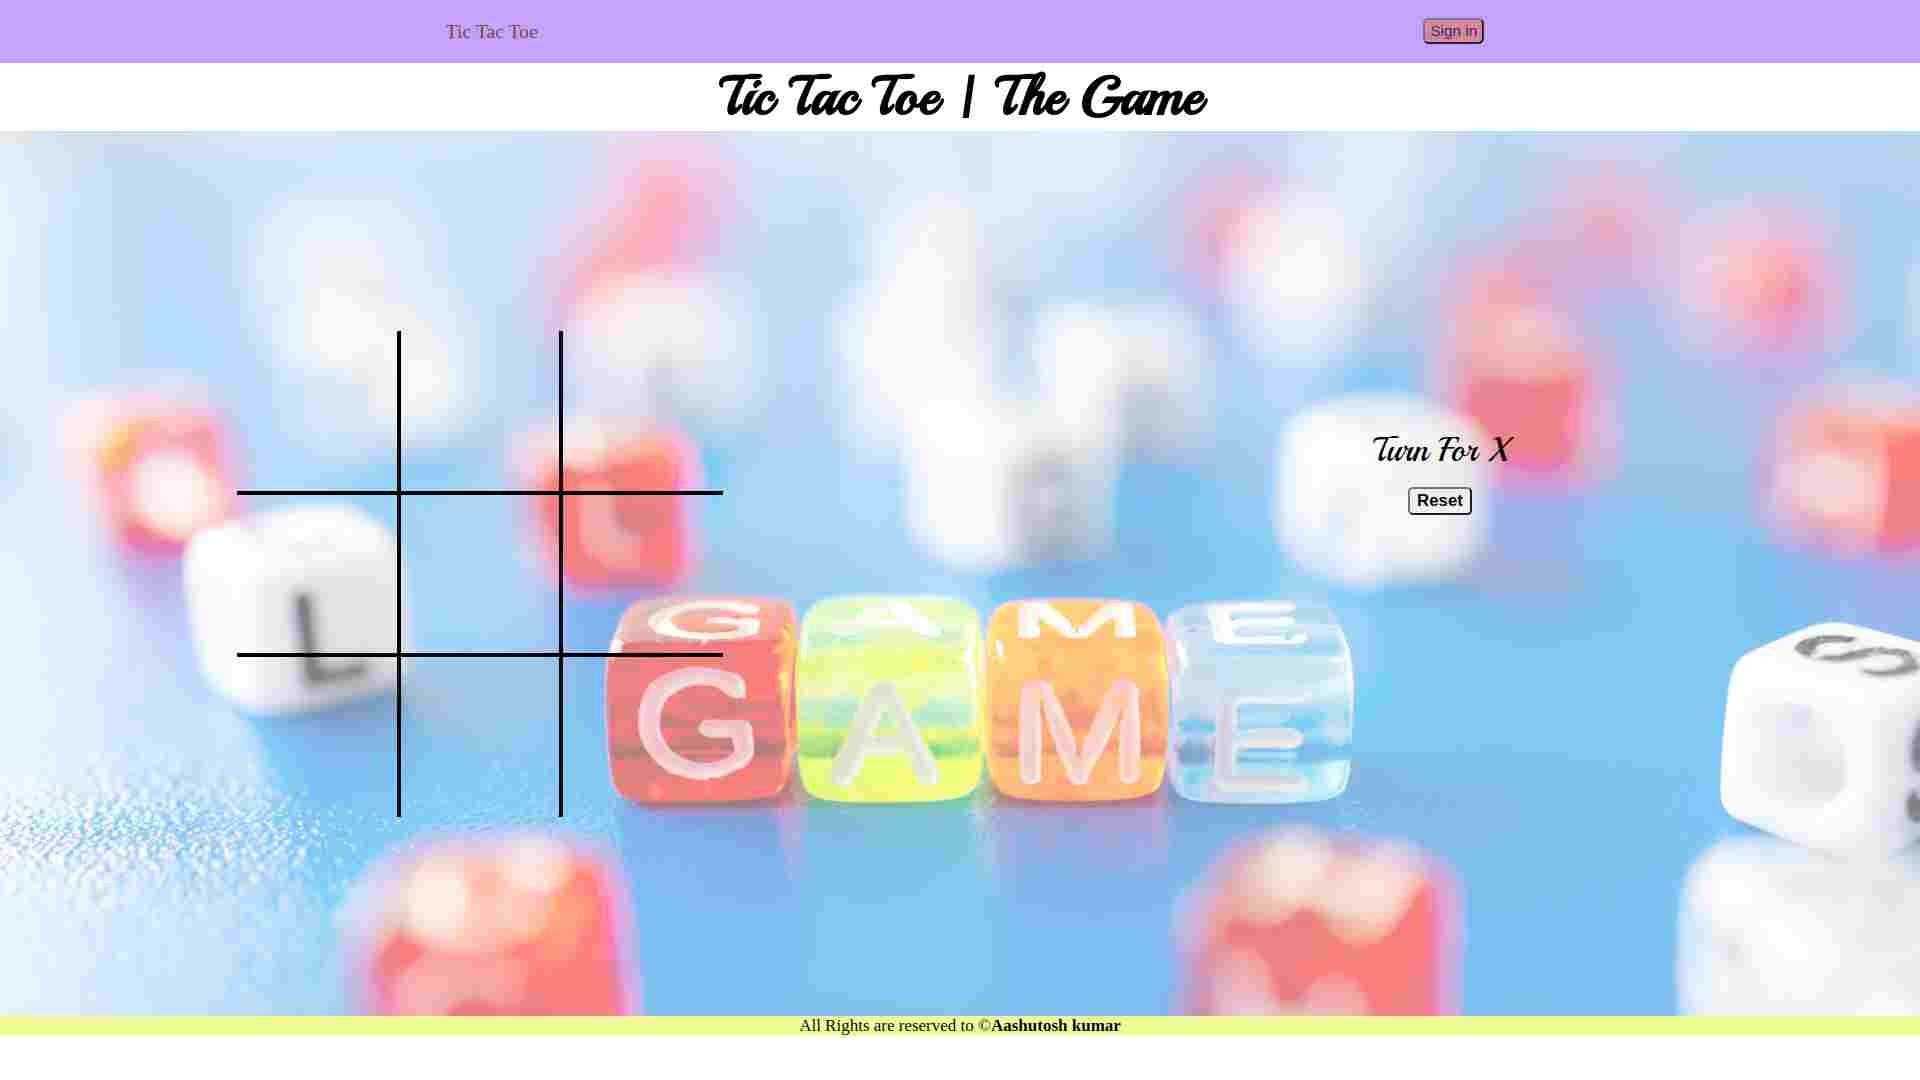 Tic Tac Toe
Sign in
Tic Tac Toe | The Game
Turn For X
Reset
L
G A M E
G A M E
S
All Rights are reserved to ©Aashutosh kumar